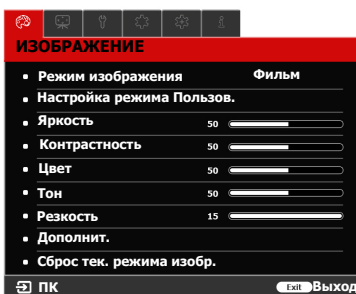 ИЗОБРАЖЕНИЕ
Режим изображения Фильм
Настройка режима Пользов.
Яркость 50
Контрастность 50
Цвет 50
Тон 50
Резкость 15
Дополнит.
Сброс тек. режима изобр.
ПК Exit Выход